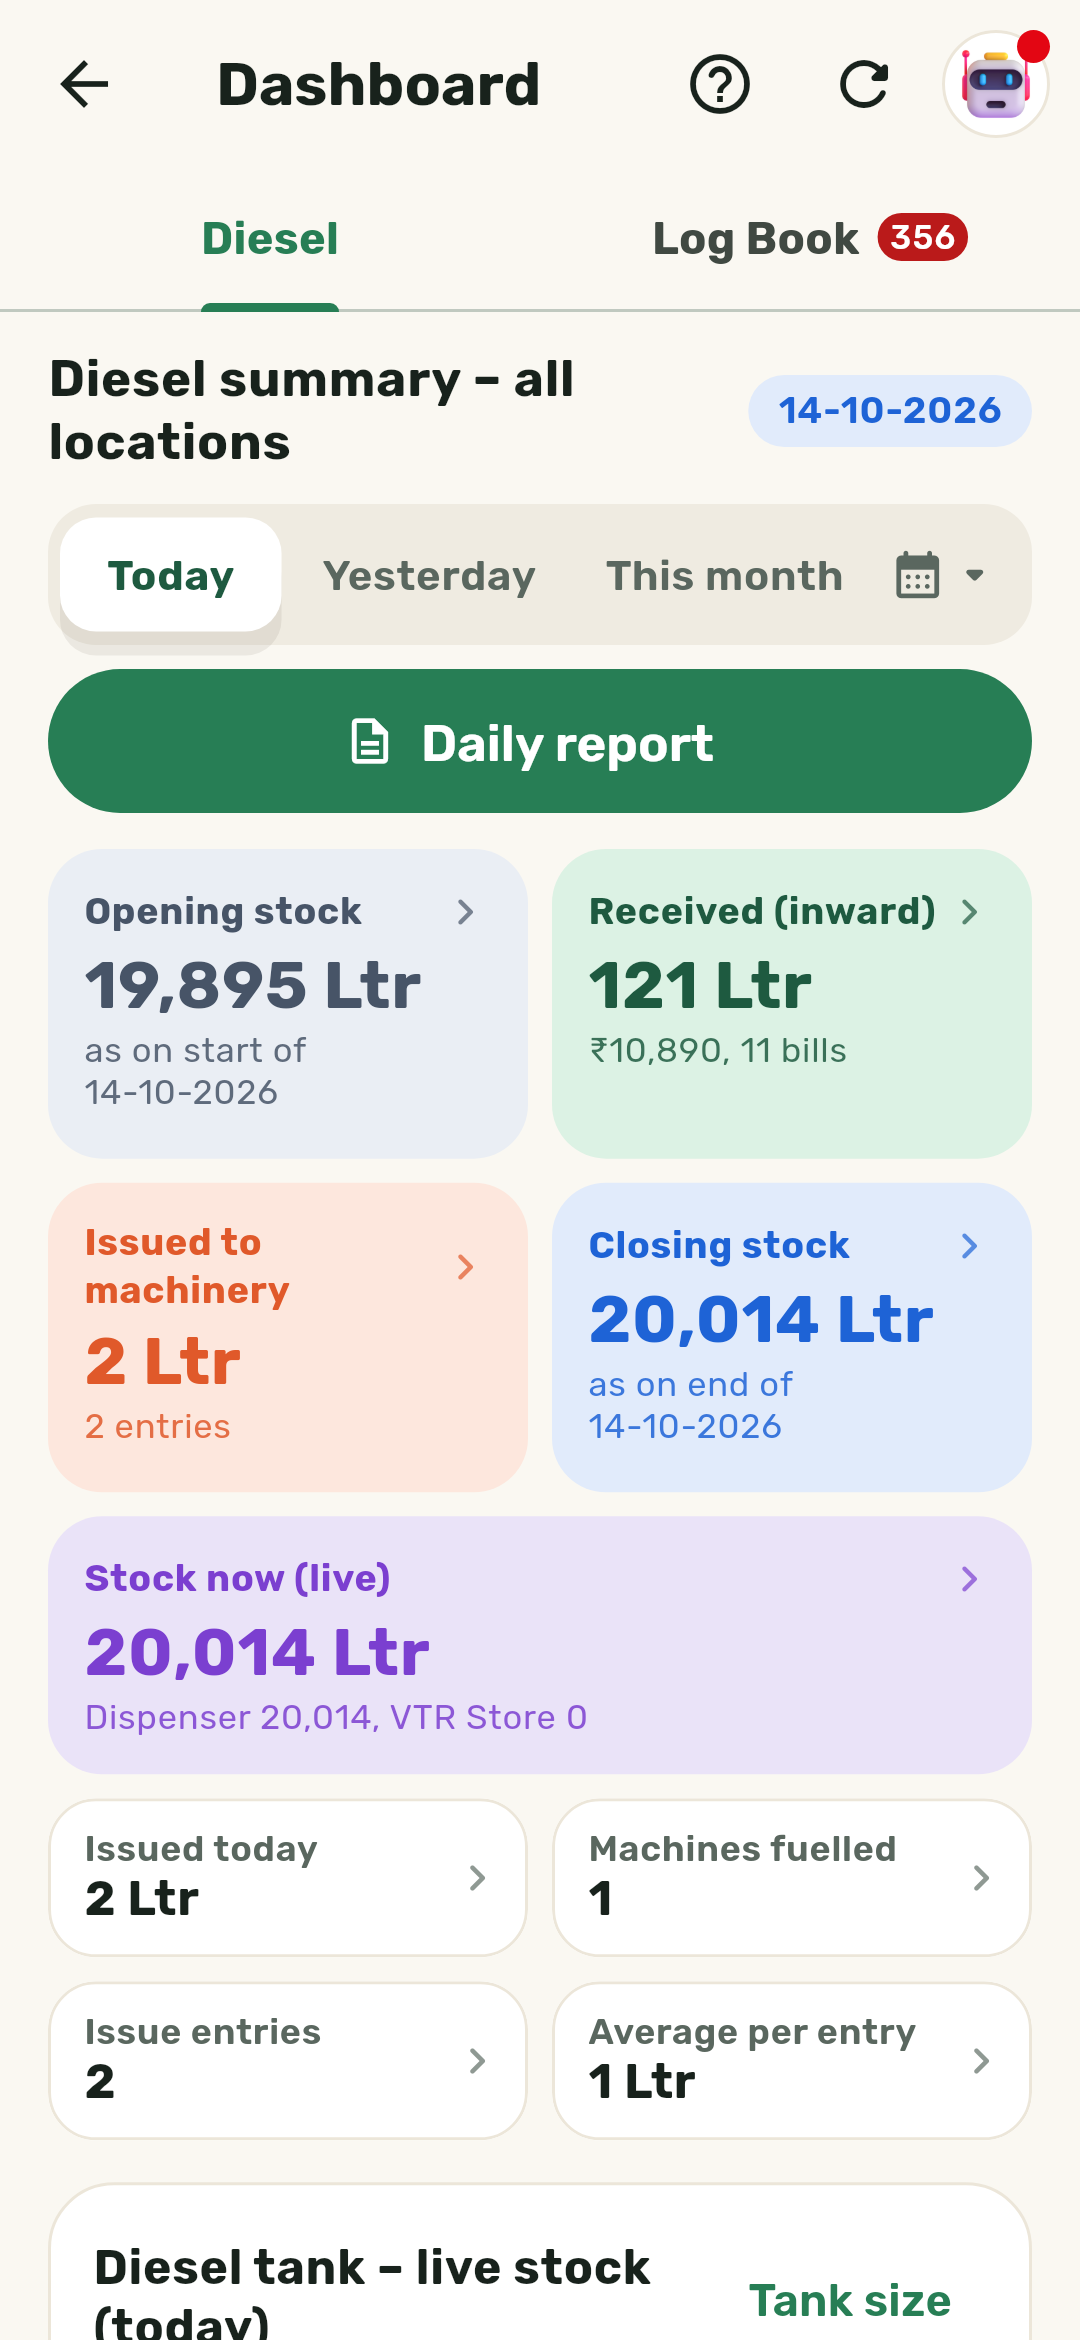 Dashboard
Diesel
Log Book 356
Diesel summary – all
locations
14-10-2026
Today
Yesterday
This month
Daily report
Opening stock
19,895 Ltr
as on start of
14-10-2026
Received (inward)
121 Ltr
₹10,890, 11 bills
Issued to
machinery
2 Ltr
2 entries
Closing stock
20,014 Ltr
as on end of
14-10-2026
Stock now (live)
20,014 Ltr
Dispenser 20,014, VTR Store 0
Issued today
2 Ltr
Machines fuelled
1
Issue entries
2
Average per entry
1 Ltr
Diesel tank – live stock
(today)
Tank size